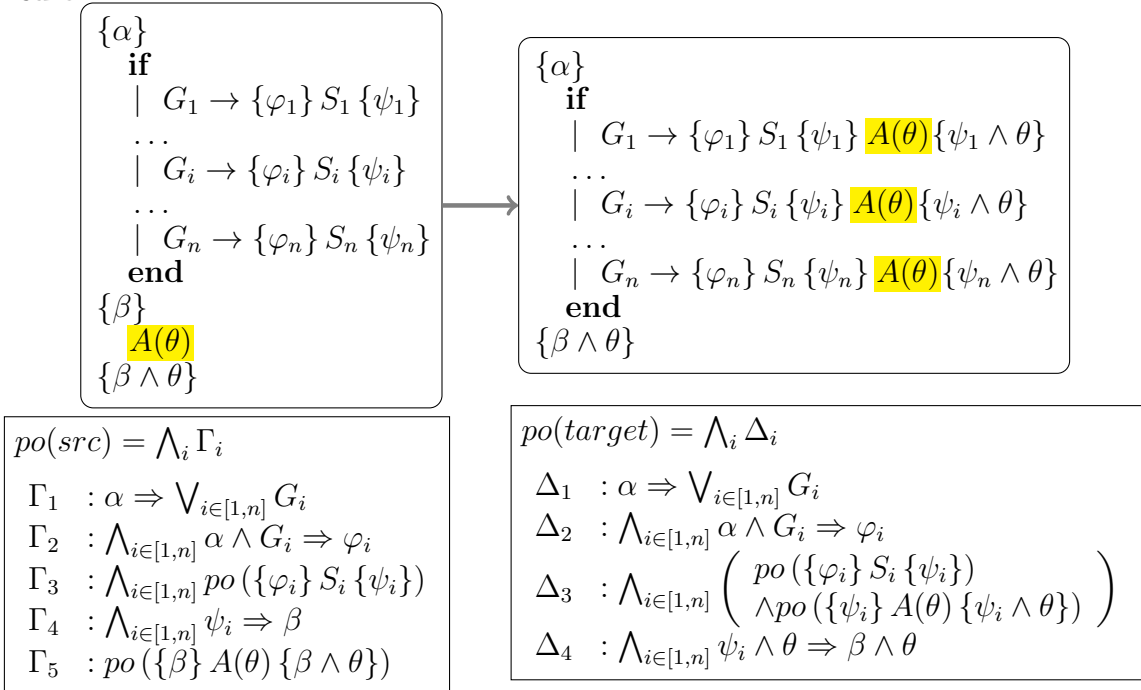 {α}
if
| G₁ → {φ₁} S₁ {ψ₁}
...
| Gᵢ → {φᵢ} Sᵢ {ψᵢ}
...
| Gₙ → {φₙ} Sₙ {ψₙ}
end
{β}
A(θ)
{β ∧ θ}
{α}
if
| G₁ → {φ₁} S₁ {ψ₁} A(θ){ψ₁ ∧ θ}
...
| Gᵢ → {φᵢ} Sᵢ {ψᵢ} A(θ){ψᵢ ∧ θ}
...
| Gₙ → {φₙ} Sₙ {ψₙ} A(θ){ψₙ ∧ θ}
end
{β ∧ θ}
po(src) = ⋀ᵢ Γᵢ
Γ₁ : α ⇒ ⋁_{i∈[1,n]} Gᵢ
Γ₂ : ⋀_{i∈[1,n]} α ∧ Gᵢ ⇒ φᵢ
Γ₃ : ⋀_{i∈[1,n]} po ({φᵢ} Sᵢ {ψᵢ})
Γ₄ : ⋀_{i∈[1,n]} ψᵢ ⇒ β
Γ₅ : po ({β} A(θ) {β ∧ θ})
po(target) = ⋀ᵢ Δᵢ
Δ₁ : α ⇒ ⋁_{i∈[1,n]} Gᵢ
Δ₂ : ⋀_{i∈[1,n]} α ∧ Gᵢ ⇒ φᵢ
Δ₃ : ⋀_{i∈[1,n]} ( po ({φᵢ} Sᵢ {ψᵢ})
∧po ({ψᵢ} A(θ) {ψᵢ ∧ θ}) )
Δ₄ : ⋀_{i∈[1,n]} ψᵢ ∧ θ ⇒ β ∧ θ